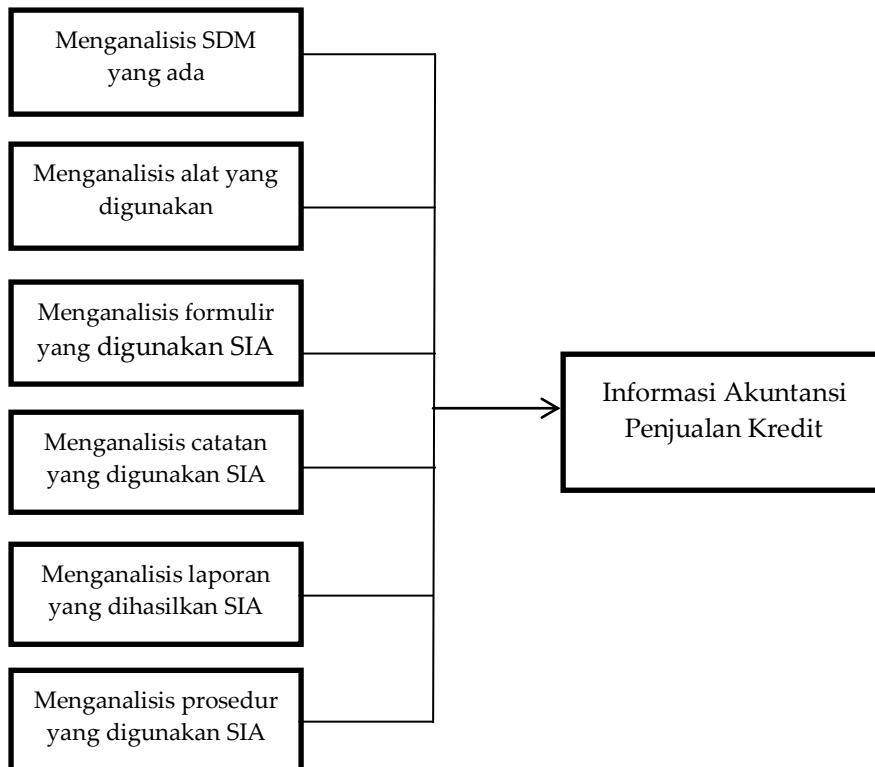 Menganalisis SDM
yang ada
Menganalisis alat yang
digunakan
Menganalisis formulir
yang digunakan SIA
Menganalisis catatan
yang digunakan SIA
Menganalisis laporan
yang dihasilkan SIA
Menganalisis prosedur
yang digunakan SIA
Informasi Akuntansi
Penjualan Kredit